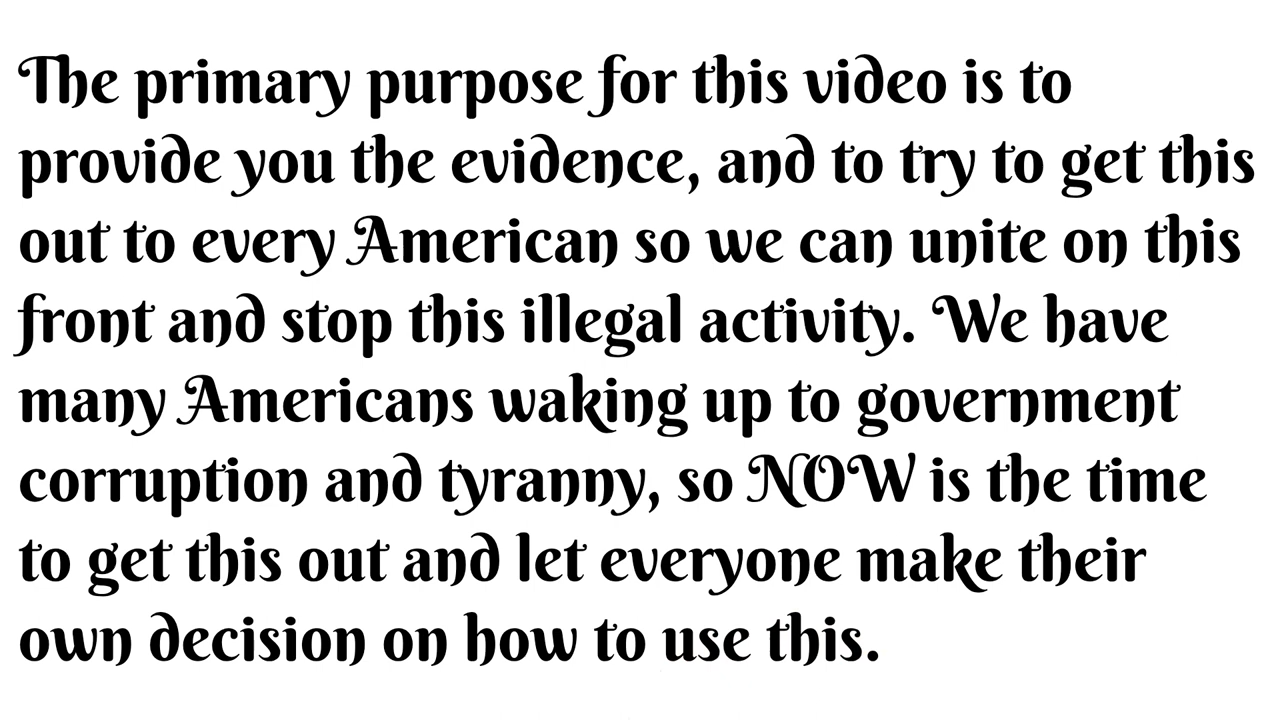 The primary purpose for this video is to
provide you the evidence, and to try to get this
out to every American so we can unite on this
front and stop this illegal activity. We have
many Americans waking up to government
corruption and tyranny, so NOW is the time
to get this out and let everyone make their
own decision on how to use this.